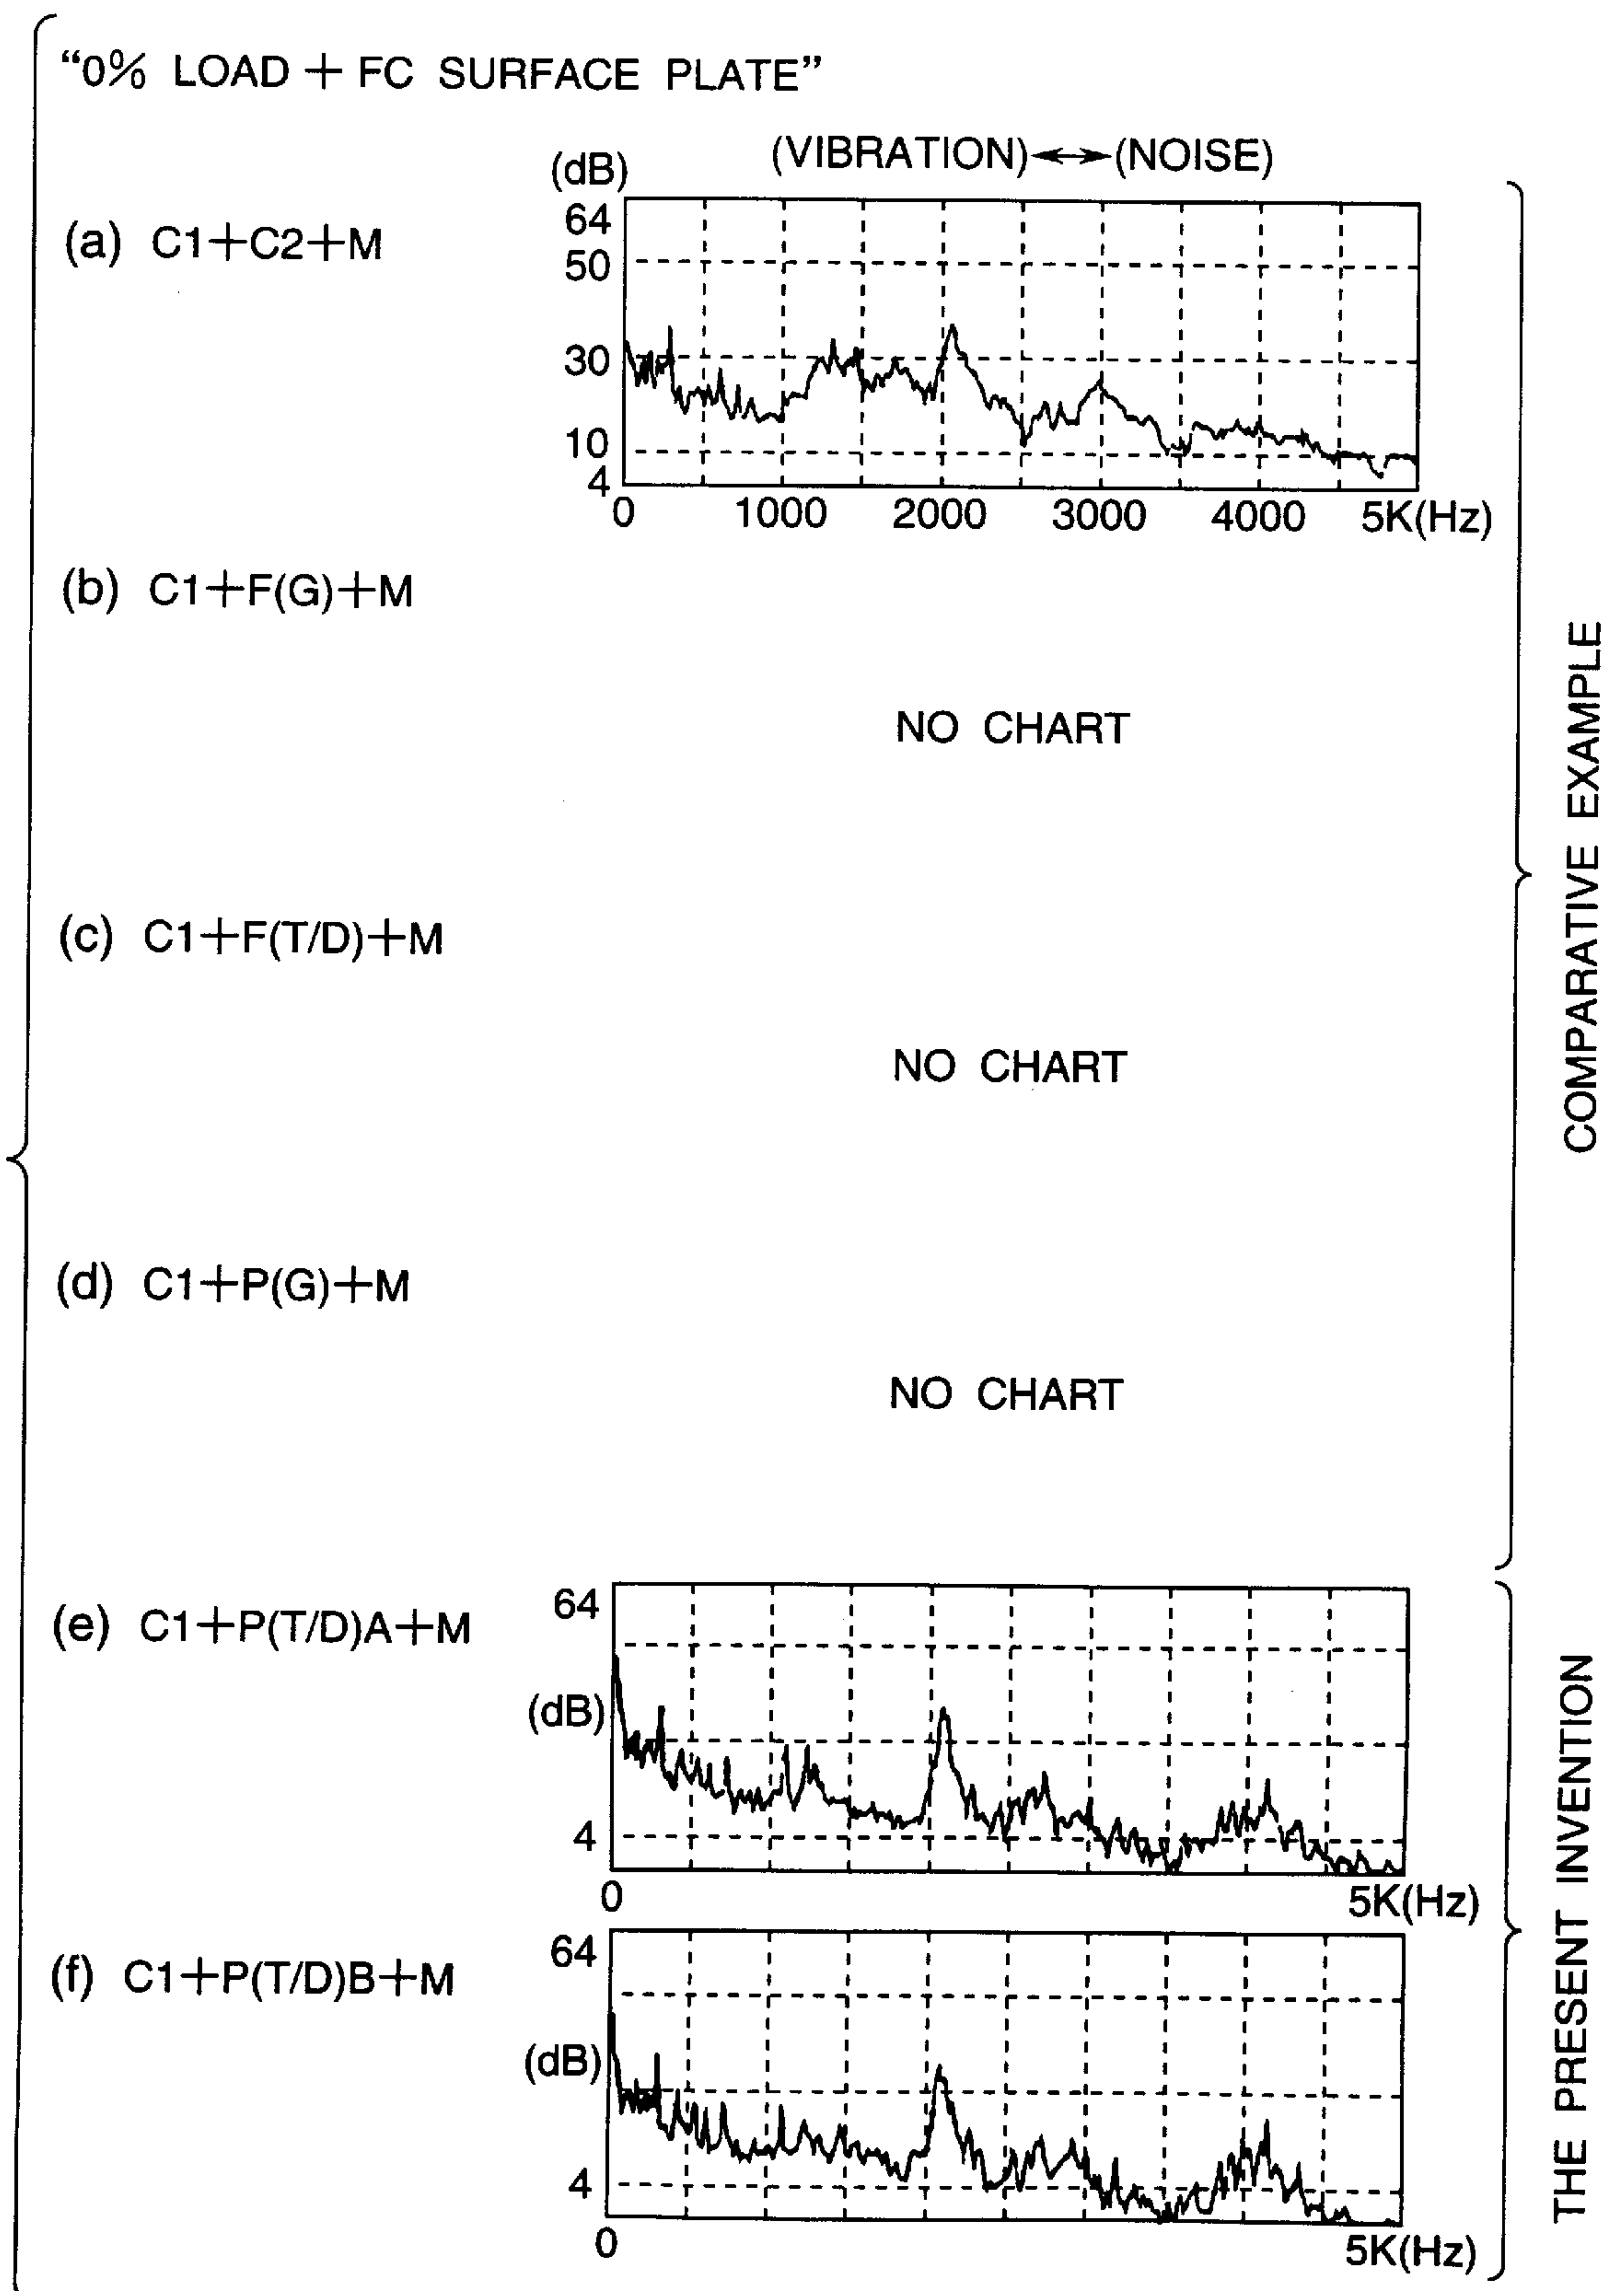 “0% LOAD + FC SURFACE PLATE”
(VIBRATION)↔(NOISE)
(dB)
(a) C1+C2+M
64
50
30
10
4
0 1000 2000 3000 4000 5K(Hz)
(b) C1+F(G)+M
NO CHART
(c) C1+F(T/D)+M
NO CHART
(d) C1+P(G)+M
NO CHART
COMPARATIVE EXAMPLE
(e) C1+P(T/D)A+M
64
(dB)
4
0 5K(Hz)
(f) C1+P(T/D)B+M
64
(dB)
4
0 5K(Hz)
THE PRESENT INVENTION